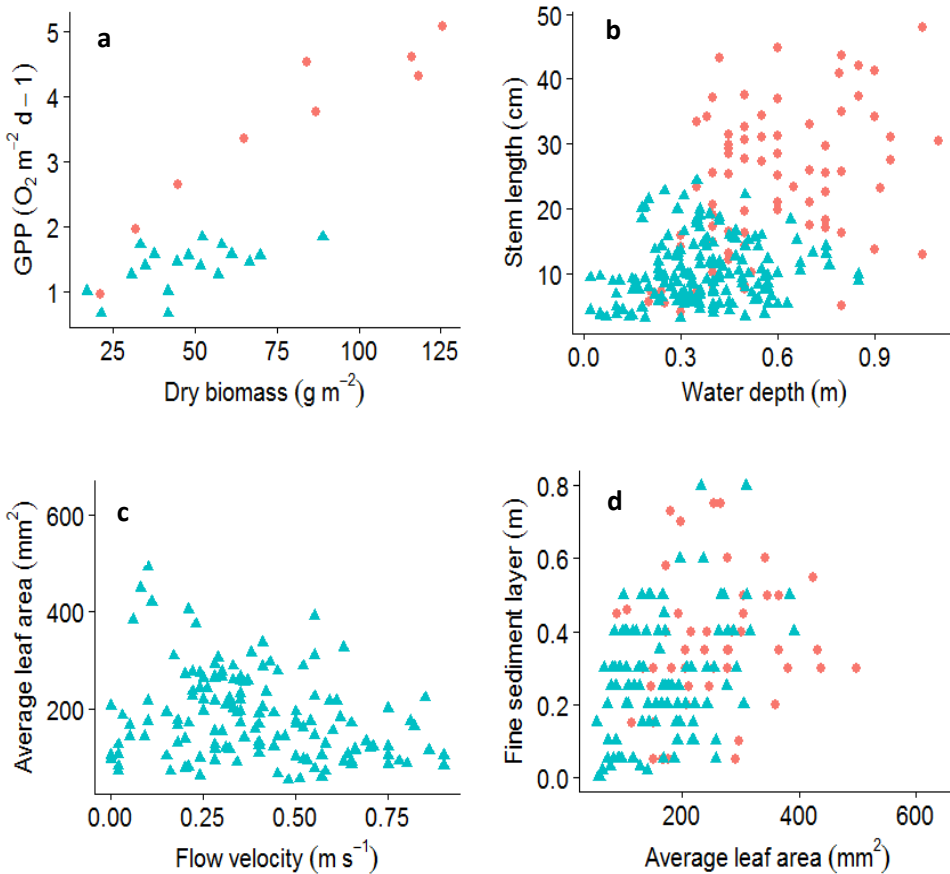 a
GPP (O₂ m⁻² d − 1)
5
4
3
2
1
25 50 75 100 125
Dry biomass (g m⁻²)
b
Stem length (cm)
50
40
30
20
10
0.0 0.3 0.6 0.9
Water depth (m)
c
Average leaf area (mm²)
600
400
200
0.00 0.25 0.50 0.75
Flow velocity (m s⁻¹)
d
Fine sediment layer (m)
0.8
0.6
0.4
0.2
0.0
200 400 600
Average leaf area (mm²)